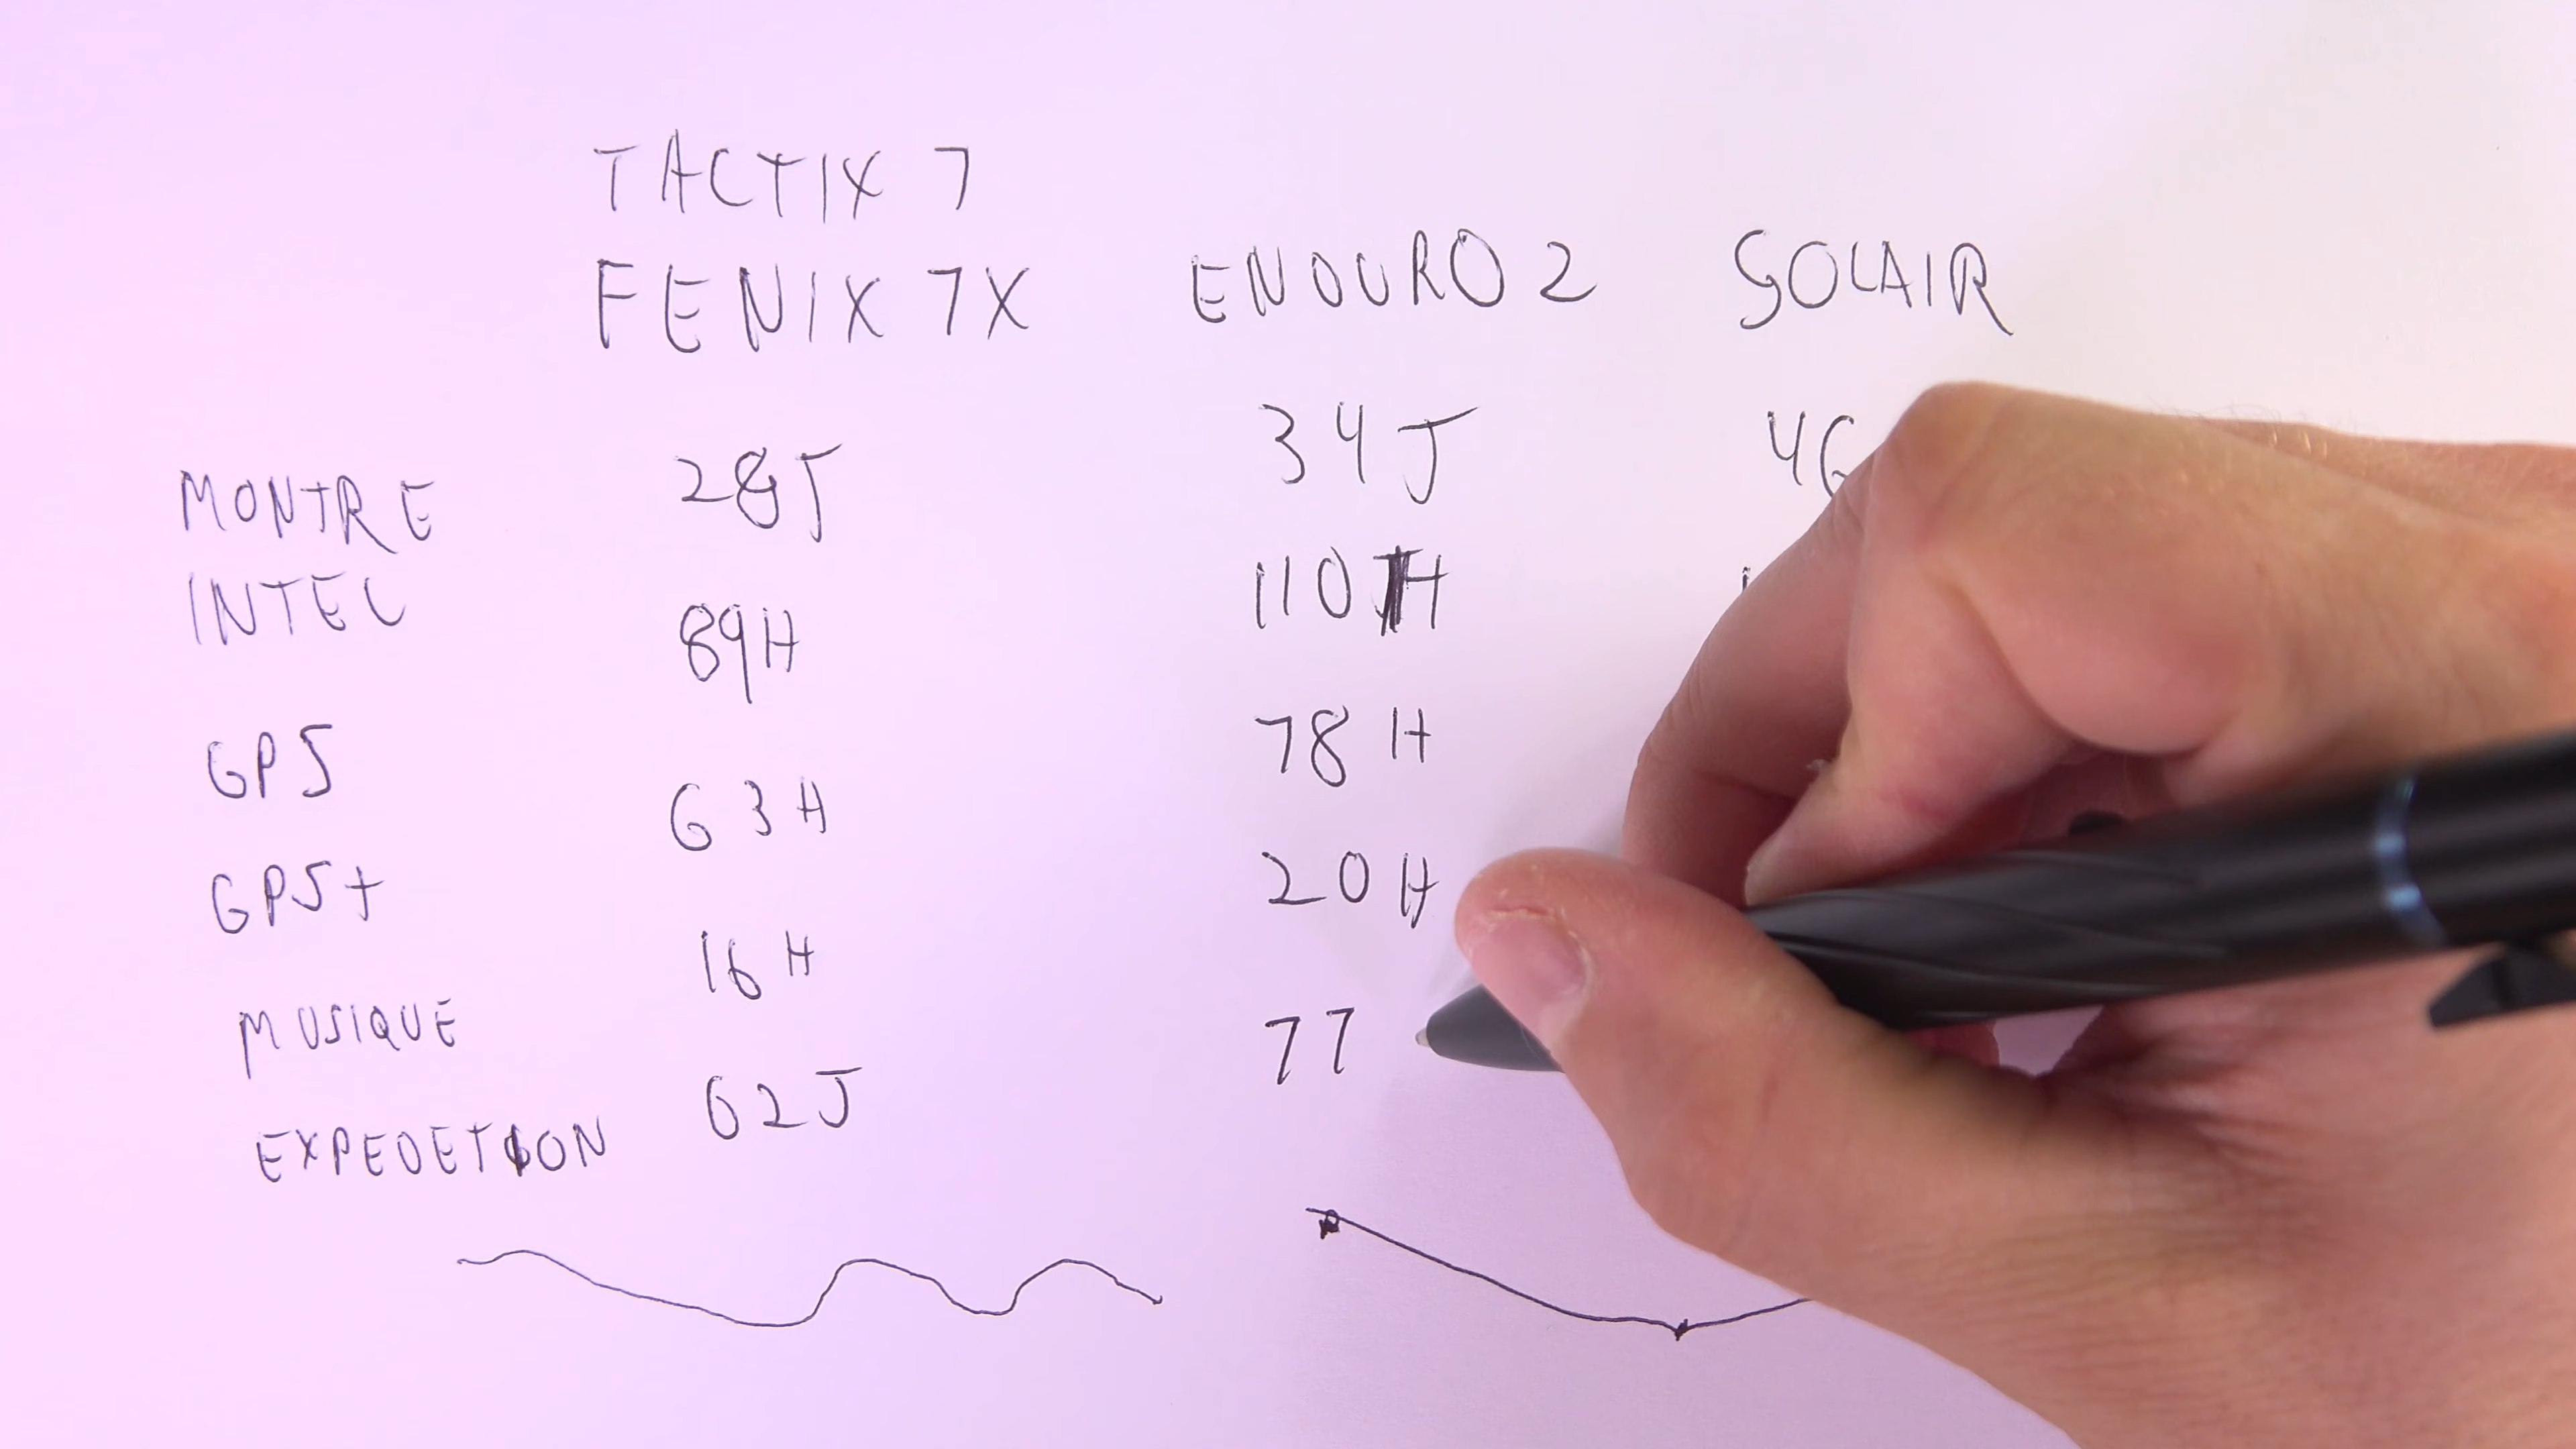 TACTIX 7
FENIX 7X ENDURO 2 SOLAIR
MONTRE 28J 34J 46
INTEL
89H 110H
GPS 63H 78H
GPS+ 16H 20H
MUSIQUE
62J 77
EXPEDETION